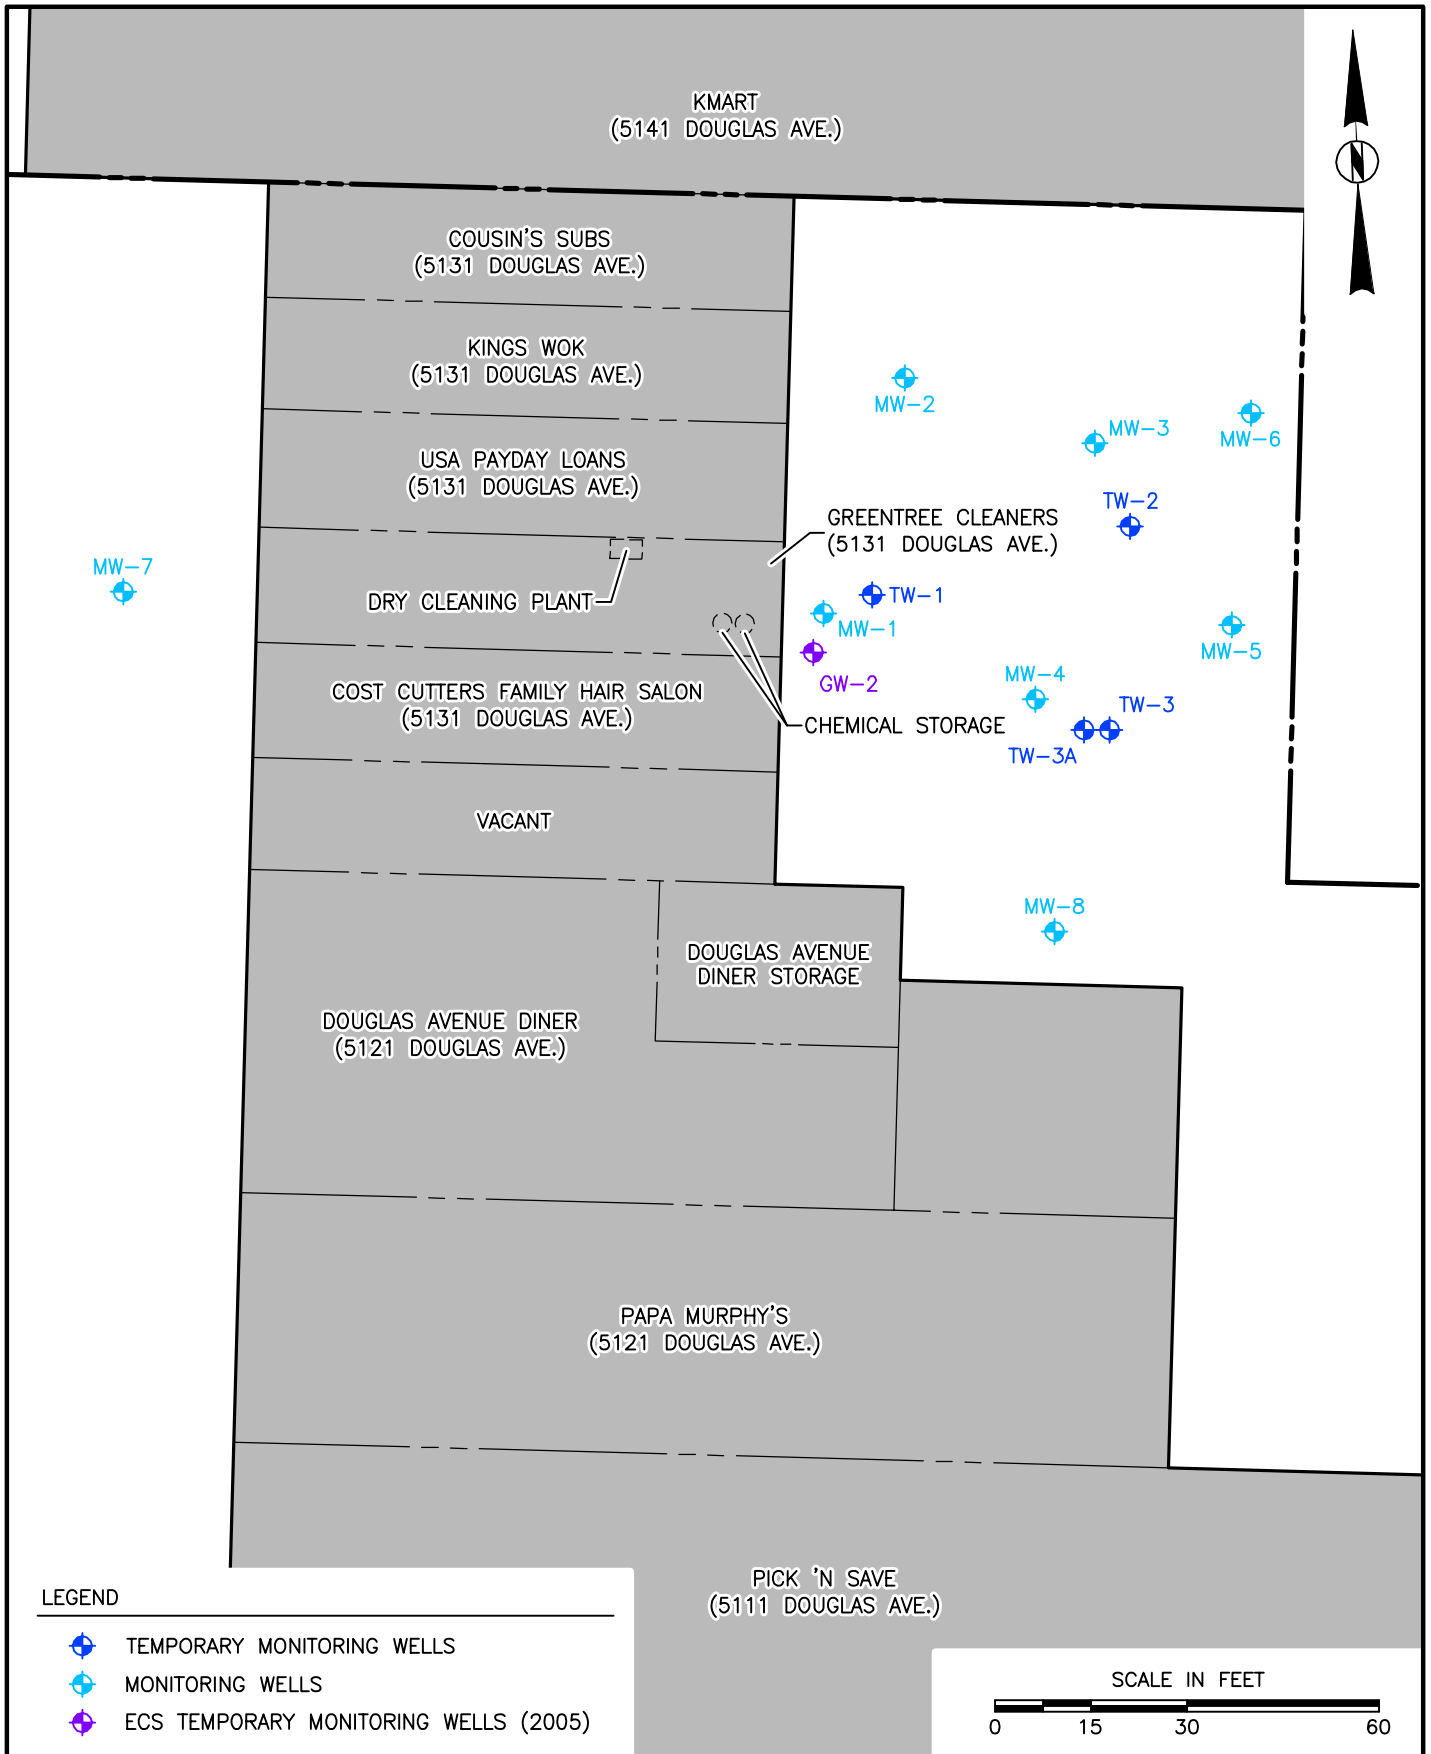 KMART
(5141 DOUGLAS AVE.)
N
COUSIN'S SUBS
(5131 DOUGLAS AVE.)
KINGS WOK
(5131 DOUGLAS AVE.)
USA PAYDAY LOANS
(5131 DOUGLAS AVE.)
MW-2
MW-3
MW-6
TW-2
GREENTREE CLEANERS
(5131 DOUGLAS AVE.)
MW-7
DRY CLEANING PLANT
TW-1
MW-1
MW-5
GW-2
MW-4
COST CUTTERS FAMILY HAIR SALON
(5131 DOUGLAS AVE.)
CHEMICAL STORAGE
TW-3
TW-3A
VACANT
MW-8
DOUGLAS AVENUE
DINER STORAGE
DOUGLAS AVENUE DINER
(5121 DOUGLAS AVE.)
PAPA MURPHY'S
(5121 DOUGLAS AVE.)
PICK 'N SAVE
(5111 DOUGLAS AVE.)
LEGEND
TEMPORARY MONITORING WELLS
MONITORING WELLS
ECS TEMPORARY MONITORING WELLS (2005)
SCALE IN FEET
0 15 30 60